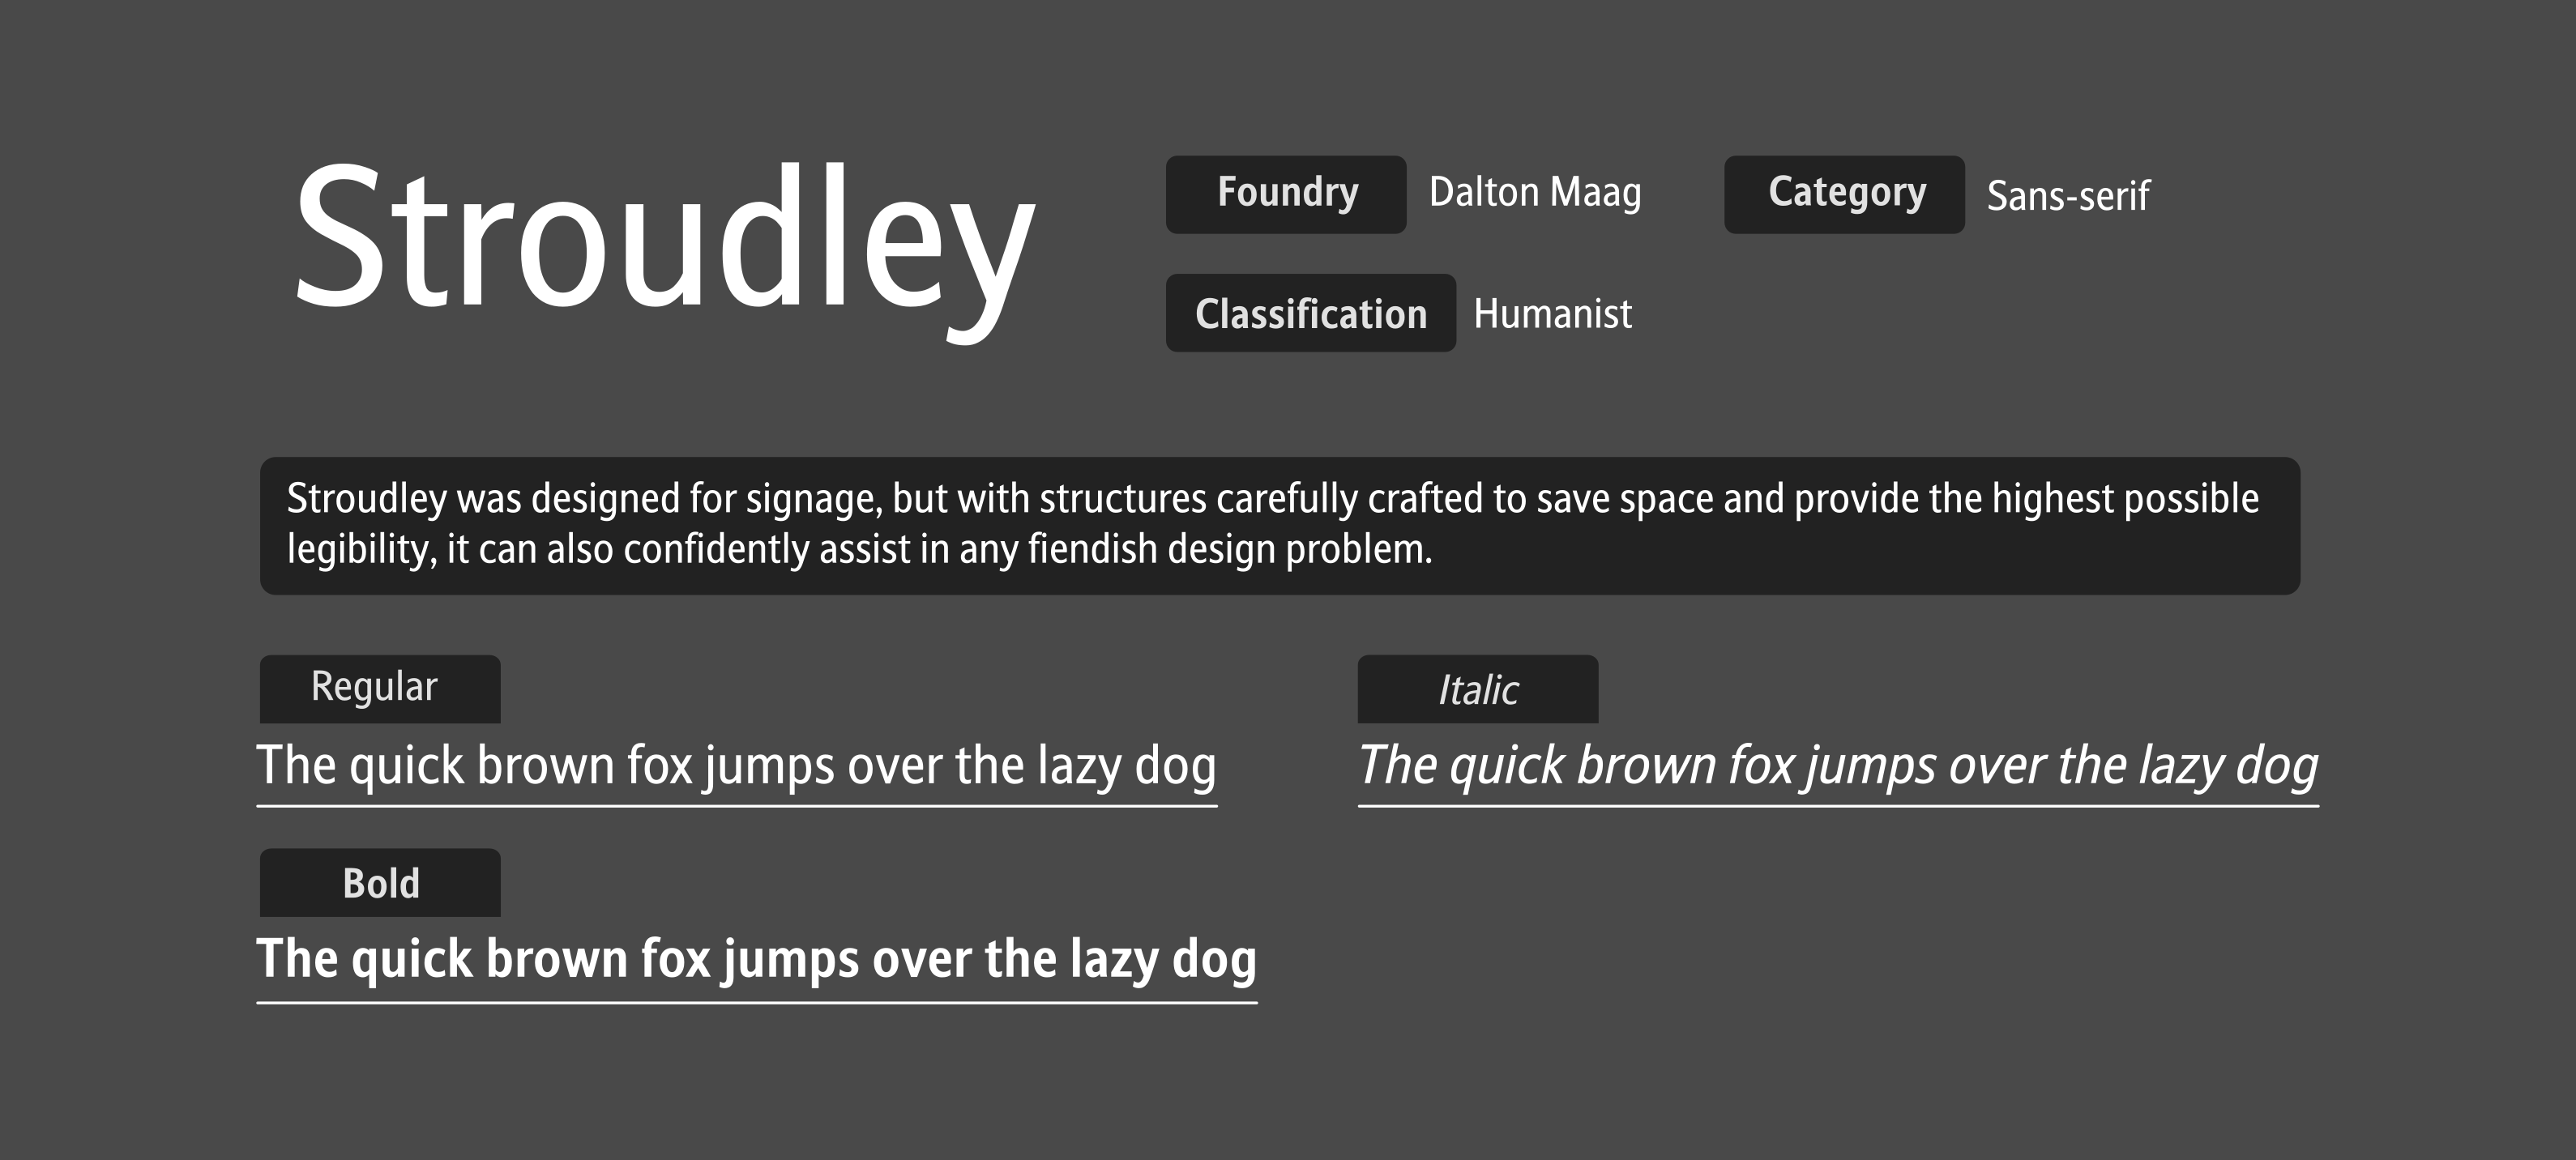 Stroudley
Foundry Dalton Maag
Category Sans-serif
Classification Humanist
Stroudley was designed for signage, but with structures carefully crafted to save space and provide the highest possible
legibility, it can also confidently assist in any fiendish design problem.
Regular
The quick brown fox jumps over the lazy dog
Italic
The quick brown fox jumps over the lazy dog
Bold
The quick brown fox jumps over the lazy dog